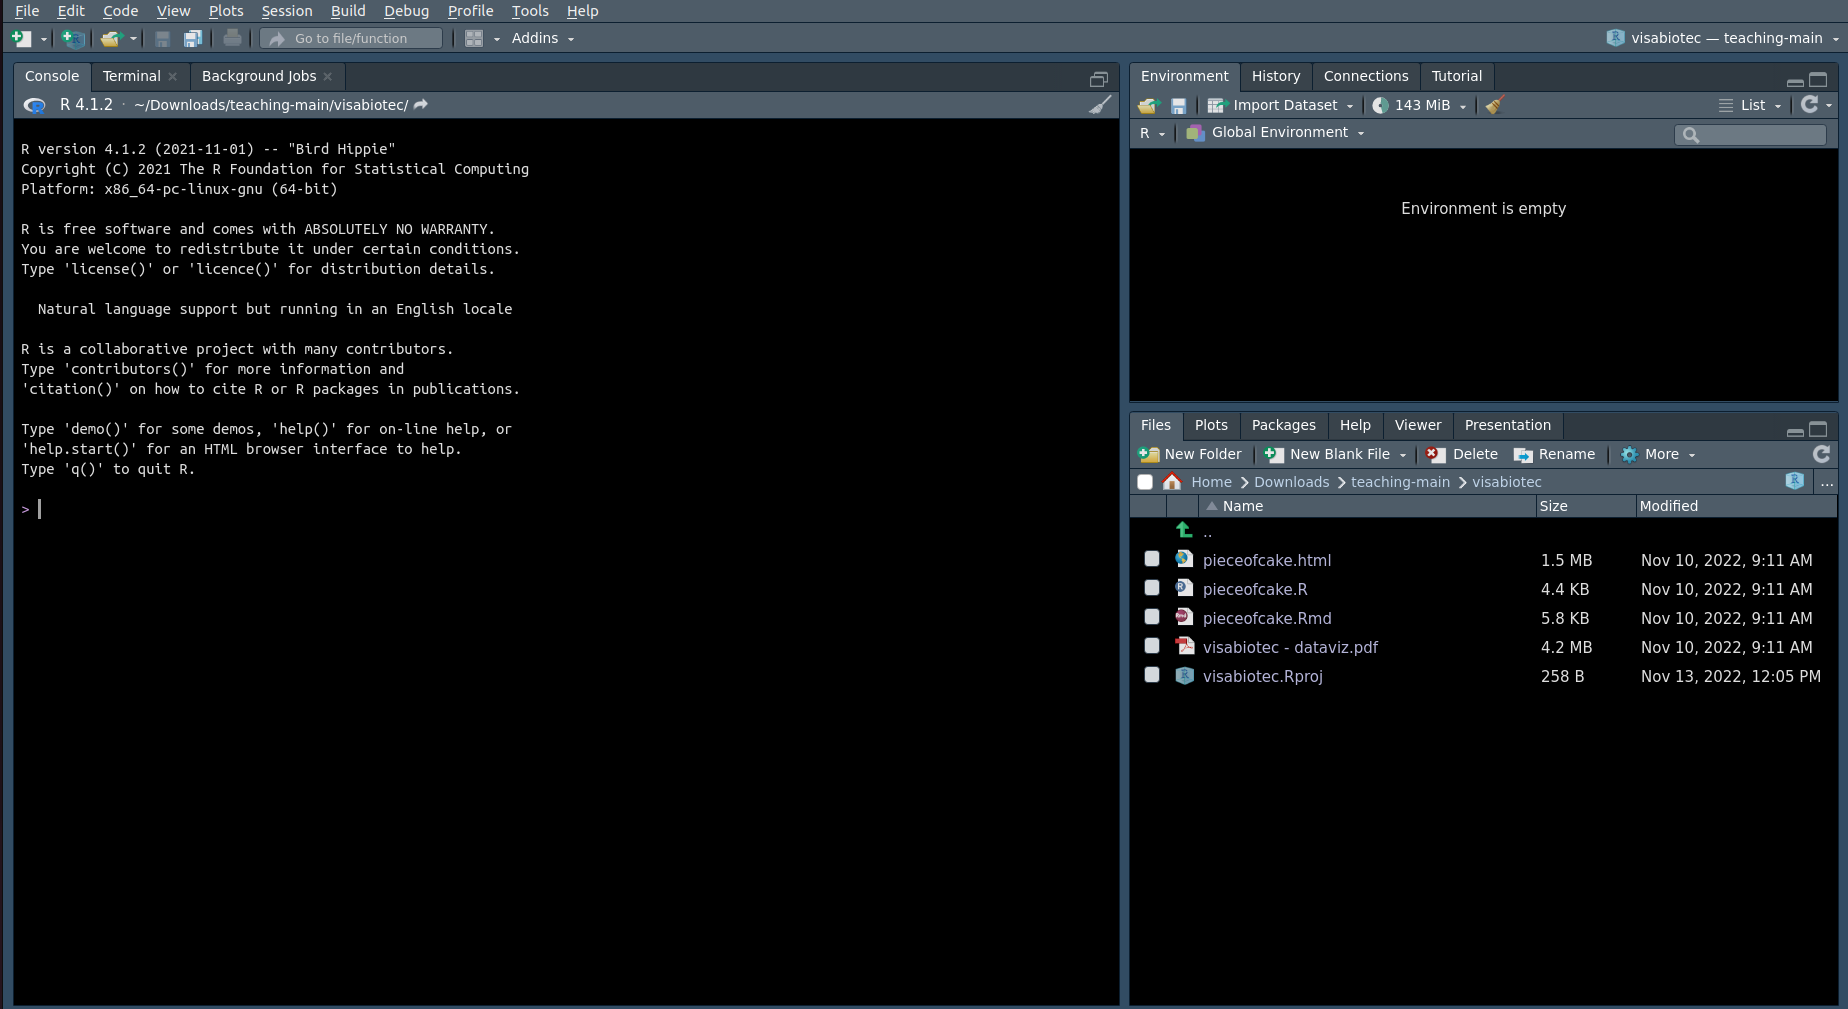 File Edit Code View Plots Session Build Debug Profile Tools Help
Go to file/function Addins visabiotec — teaching-main
Console Terminal Background Jobs
R 4.1.2 · ~/Downloads/teaching-main/visabiotec/
R version 4.1.2 (2021-11-01) -- "Bird Hippie"
Copyright (C) 2021 The R Foundation for Statistical Computing
Platform: x86_64-pc-linux-gnu (64-bit)
R is free software and comes with ABSOLUTELY NO WARRANTY.
You are welcome to redistribute it under certain conditions.
Type 'license()' or 'licence()' for distribution details.
Natural language support but running in an English locale
R is a collaborative project with many contributors.
Type 'contributors()' for more information and
'citation()' on how to cite R or R packages in publications.
Type 'demo()' for some demos, 'help()' for on-line help, or
'help.start()' for an HTML browser interface to help.
Type 'q()' to quit R.
>
Environment History Connections Tutorial
Import Dataset 143 MiB List
R Global Environment
Environment is empty
Files Plots Packages Help Viewer Presentation
New Folder New Blank File Delete Rename More
Home Downloads teaching-main visabiotec ...
Name Size Modified
..
pieceofcake.html 1.5 MB Nov 10, 2022, 9:11 AM
pieceofcake.R 4.4 KB Nov 10, 2022, 9:11 AM
pieceofcake.Rmd 5.8 KB Nov 10, 2022, 9:11 AM
visabiotec - dataviz.pdf 4.2 MB Nov 10, 2022, 9:11 AM
visabiotec.Rproj 258 B Nov 13, 2022, 12:05 PM